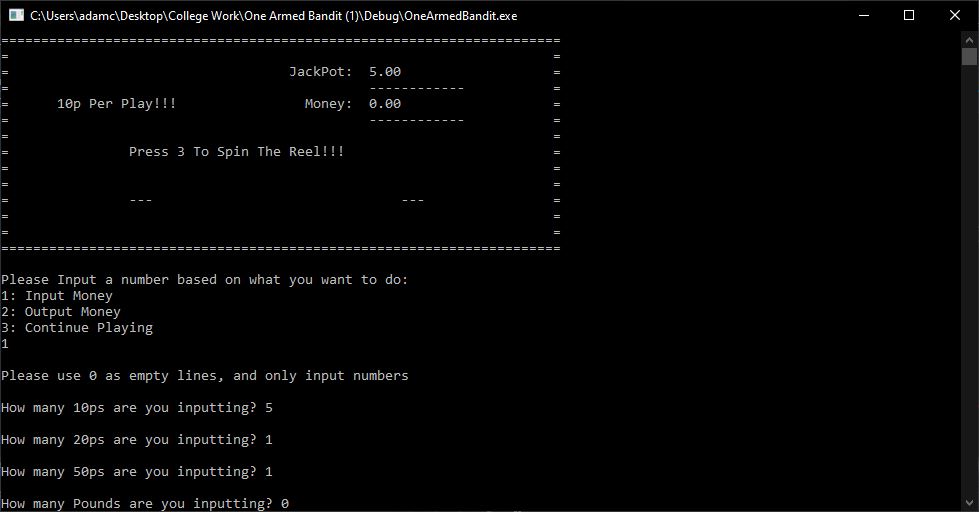 C:\Users\adamc\Desktop\College Work\One Armed Bandit (1)\Debug\OneArmedBandit.exe
======================================================================
=                                                                    =
=                                   JackPot:  5.00                   =
=                                             ------------           =
=      10p Per Play!!!                Money:  0.00                   =
=                                             ------------           =
=                                                                    =
=               Press 3 To Spin The Reel!!!                          =
=                                                                    =
=                                                                    =
=               ---                               ---                =
=                                                                    =
=                                                                    =
======================================================================
Please Input a number based on what you want to do:
1: Input Money
2: Output Money
3: Continue Playing
1
Please use 0 as empty lines, and only input numbers
How many 10ps are you inputting? 5
How many 20ps are you inputting? 1
How many 50ps are you inputting? 1
How many Pounds are you inputting? 0